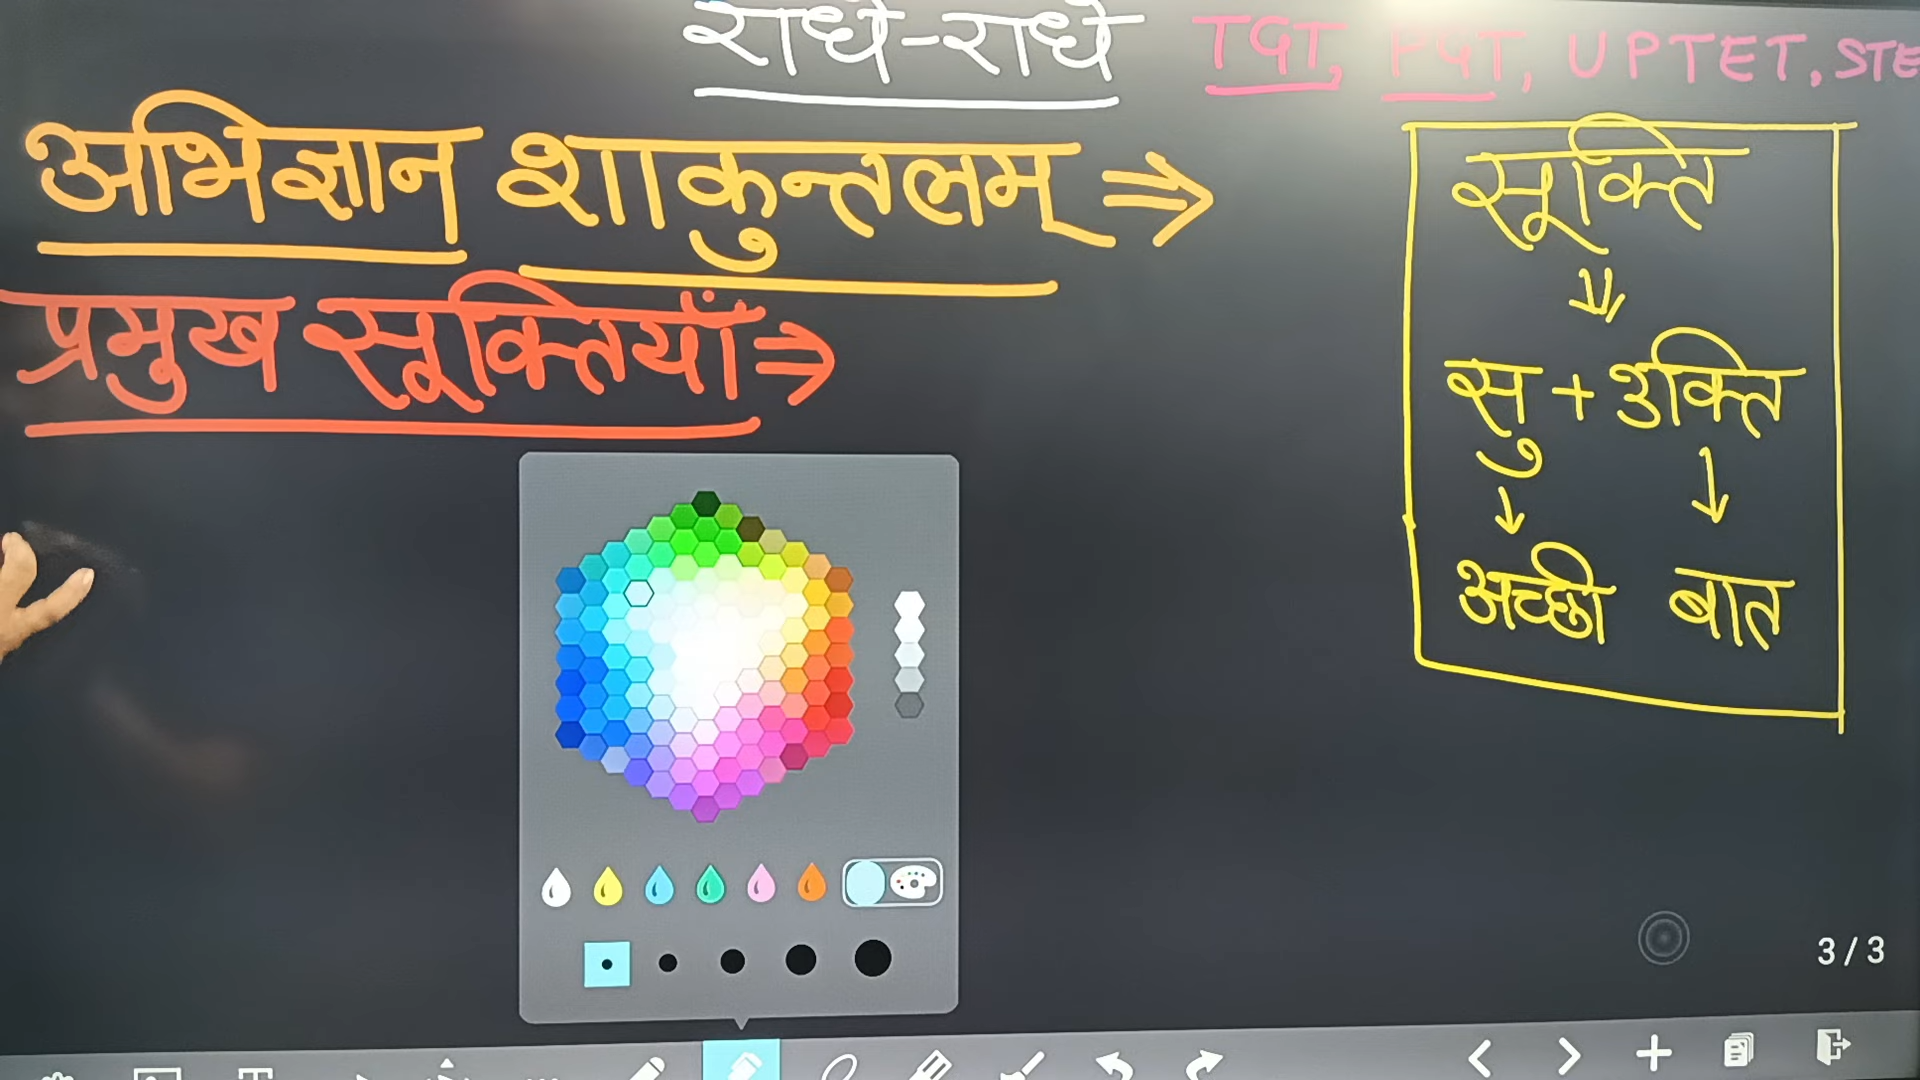 राधे-राधे TGT, PGT, UPTET, STE
अभिज्ञान शाकुन्तलम् ⇒
प्रमुख सूक्तियाँ ⇒
सूक्ति
⇓
सु + उक्ति
↓ ↓
अच्छी बात
3/3